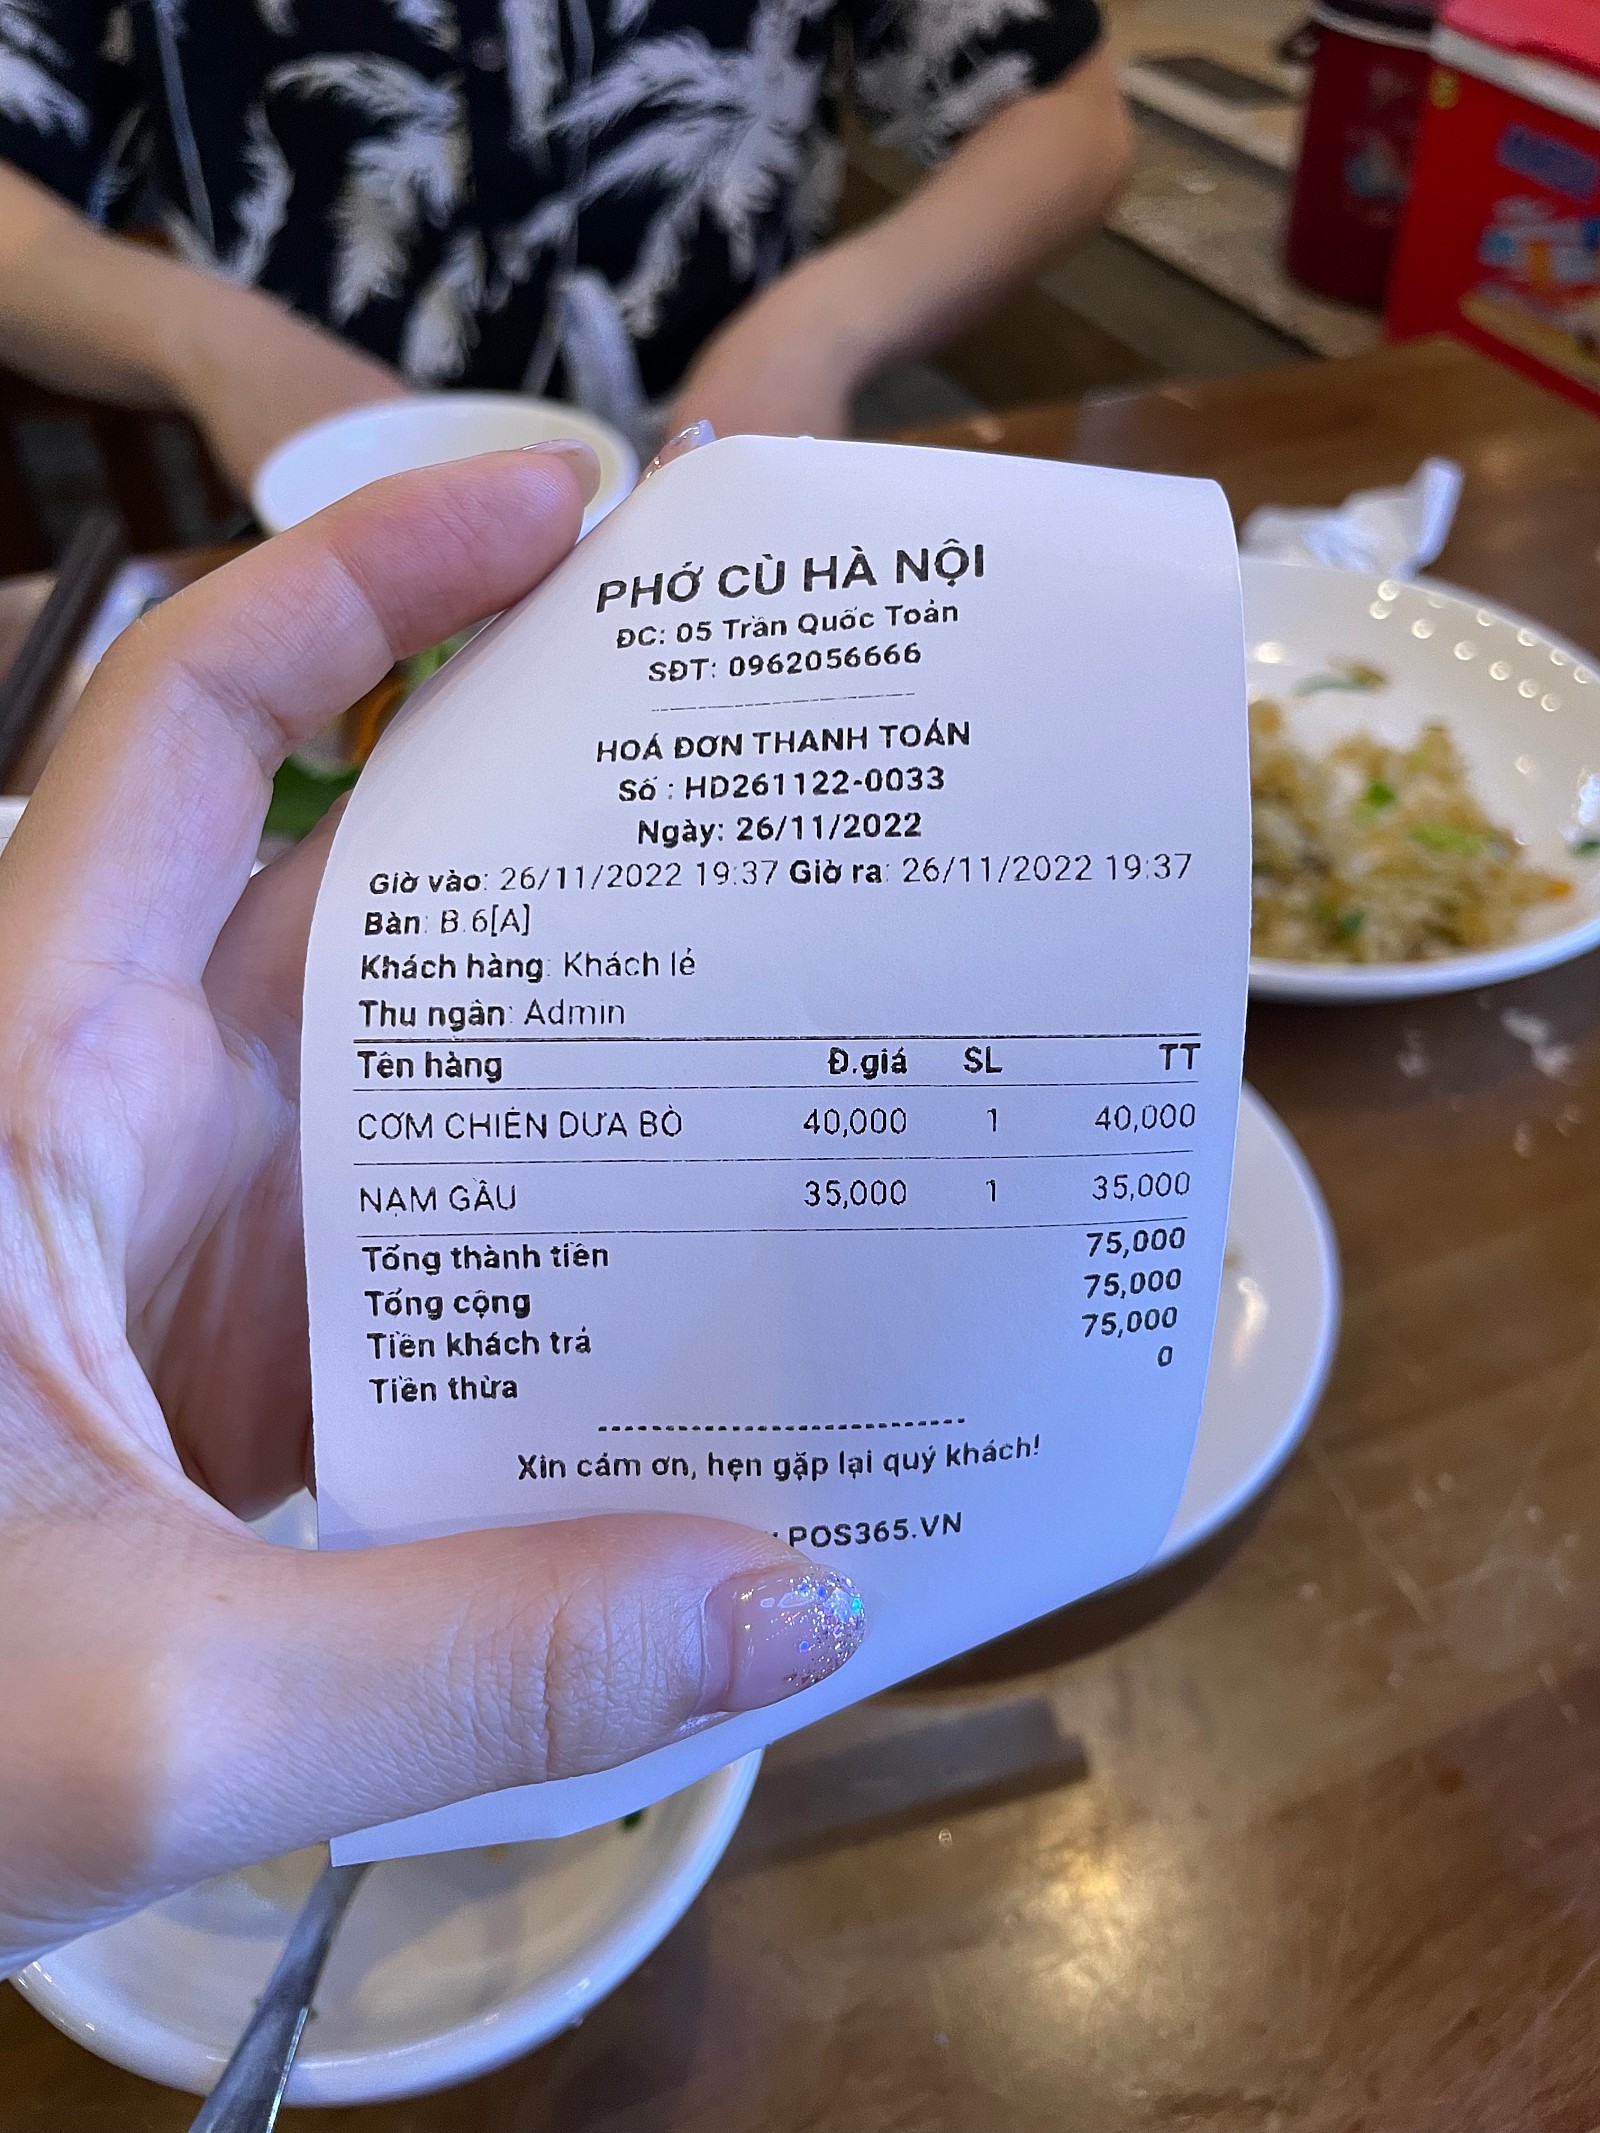 PHỞ CÙ HÀ NỘI
ĐC: 05 Trần Quốc Toản
SĐT: 0962056666
HOÁ ĐƠN THANH TOÁN
Số : HD261122-0033
Ngày: 26/11/2022
Giờ vào: 26/11/2022 19:37 Giờ ra: 26/11/2022 19:37
Bàn: B.6[A]
Khách hàng: Khách lẻ
Thu ngân: Admin
Tên hàng Đ.giá SL TT
CƠM CHIÊN DƯA BÒ 40,000 1 40,000
NẠM GẦU 35,000 1 35,000
Tổng thành tiền 75,000
Tổng cộng 75,000
Tiền khách trả 75,000
Tiền thừa 0
Xin cám ơn, hẹn gặp lại quý khách!
POS365.VN